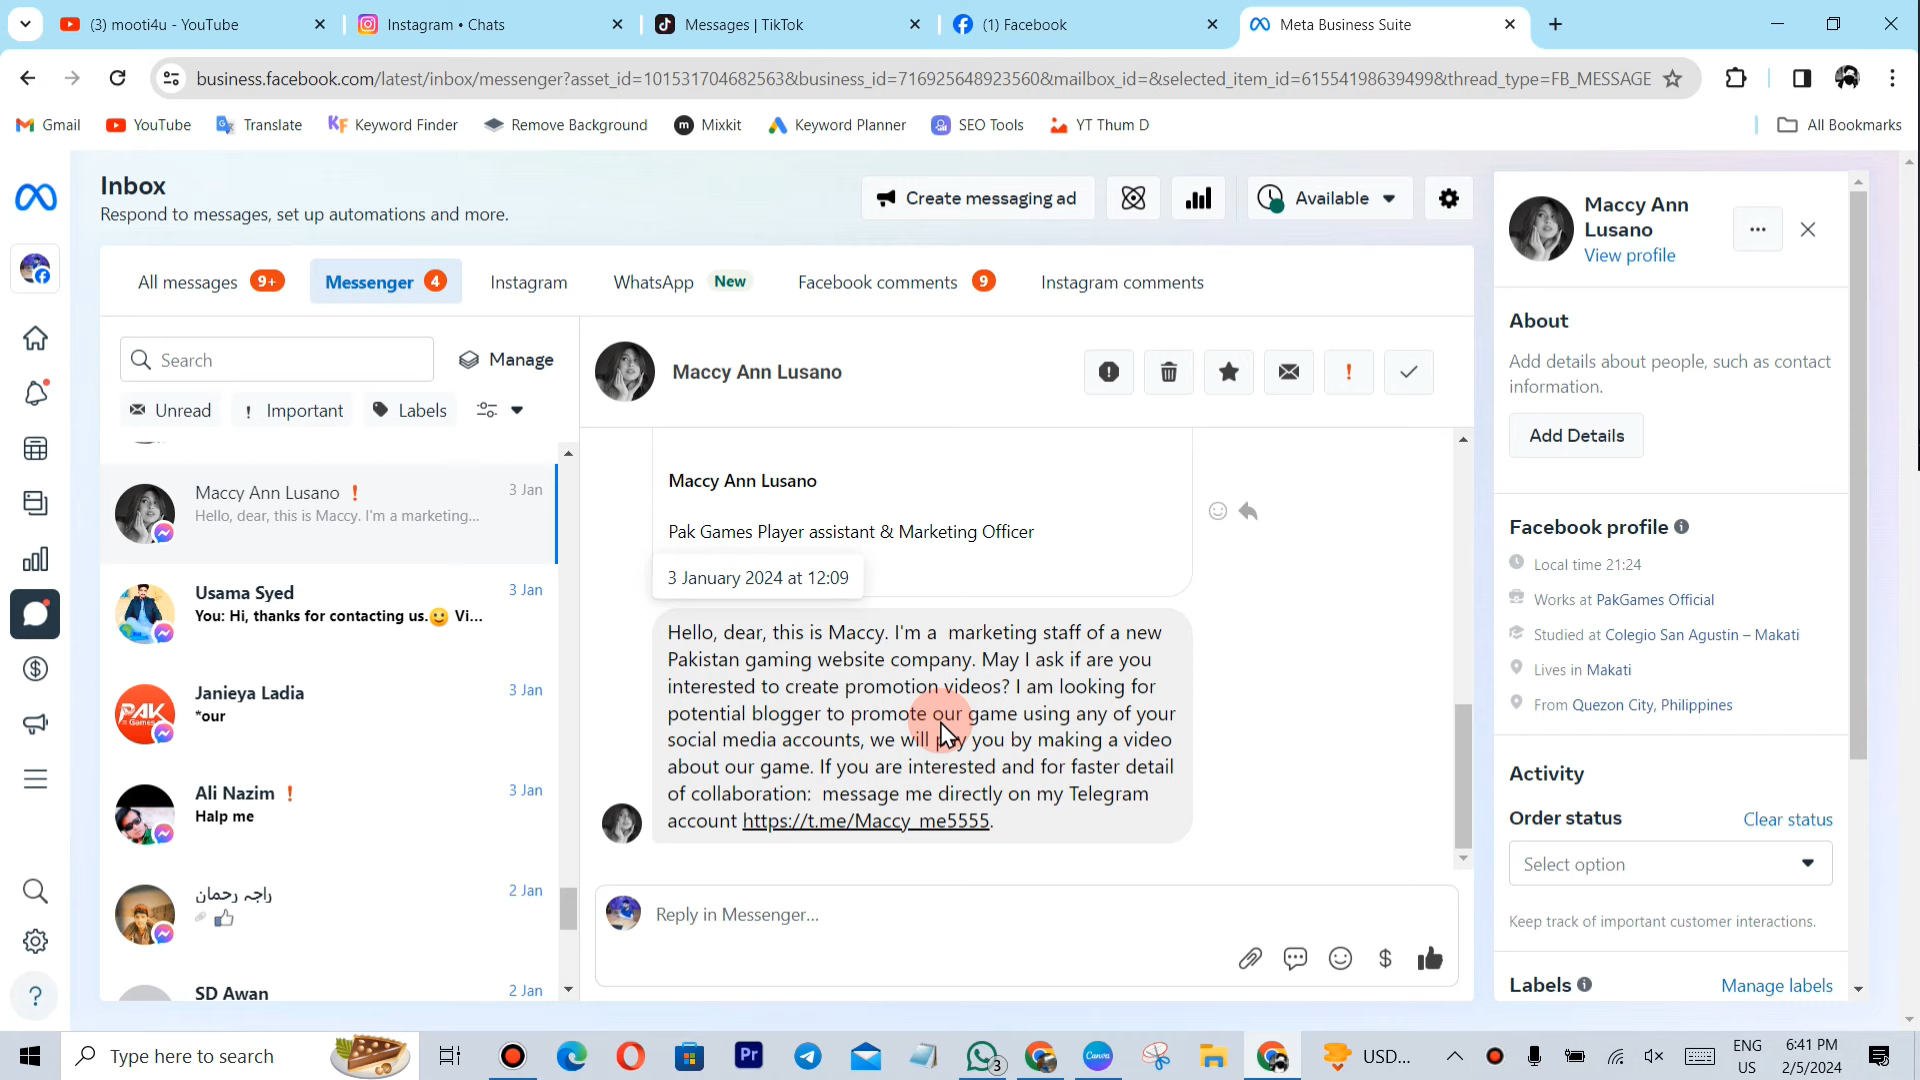 (3) mooti4u - YouTube
Instagram • Chats
Messages | TikTok
(1) Facebook
Meta Business Suite
business.facebook.com/latest/inbox/messenger?asset_id=101531704682563&business_id=716925648923560&mailbox_id=&selected_item_id=61554198639499&thread_type=FB_MESSAGE
Gmail
YouTube
Translate
Keyword Finder
Remove Background
Mixkit
Keyword Planner
SEO Tools
YT Thum D
All Bookmarks
Inbox
Respond to messages, set up automations and more.
Create messaging ad
Available
All messages 9+
Messenger 4
Instagram
WhatsApp New
Facebook comments 9
Instagram comments
Search
Manage
Unread
! Important
Labels
Maccy Ann Lusano ! 3 Jan
Hello, dear, this is Maccy. I'm a marketing...
Usama Syed 3 Jan
You: Hi, thanks for contacting us.🙂 Vi...
Janieya Ladia 3 Jan
*our
PAK
Games
Ali Nazim ! 3 Jan
Halp me
راجہ رحمان 2 Jan
SD Awan 2 Jan
Maccy Ann Lusano
Maccy Ann Lusano
Pak Games Player assistant & Marketing Officer
3 January 2024 at 12:09
Hello, dear, this is Maccy. I'm a marketing staff of a new
Pakistan gaming website company. May I ask if are you
interested to create promotion videos? I am looking for
potential blogger to promote our game using any of your
social media accounts, we will pay you by making a video
about our game. If you are interested and for faster detail
of collaboration: message me directly on my Telegram
account https://t.me/Maccy_me5555.
Reply in Messenger...
Maccy Ann
Lusano
View profile
About
Add details about people, such as contact
information.
Add Details
Facebook profile
Local time 21:24
Works at PakGames Official
Studied at Colegio San Agustin – Makati
Lives in Makati
From Quezon City, Philippines
Activity
Order status
Clear status
Select option
Keep track of important customer interactions.
Labels
Manage labels
Type here to search
Pr
3
Canva
USD...
ENG
US
6:41 PM
2/5/2024